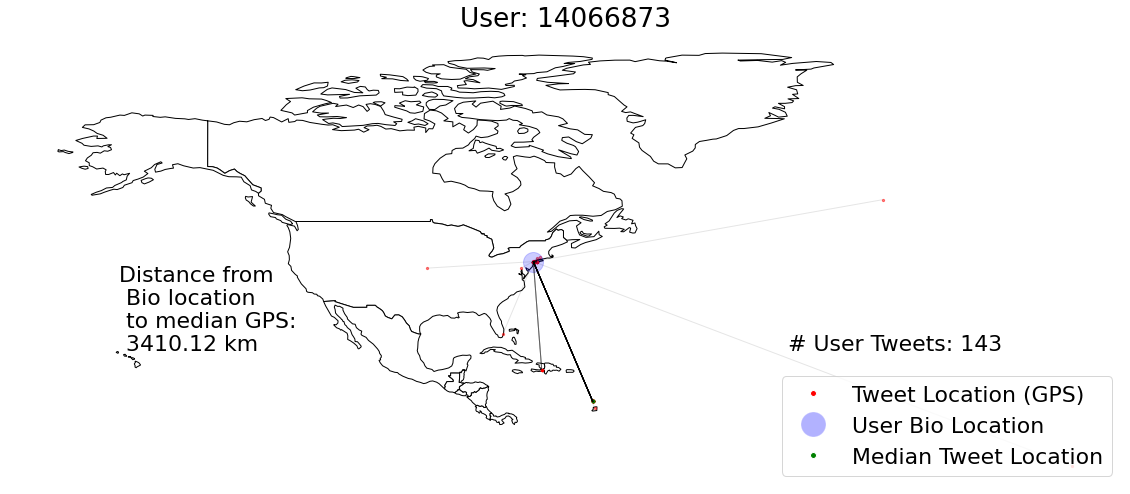 User: 14066873
Distance from
Bio location
to median GPS:
3410.12 km
# User Tweets: 143
Tweet Location (GPS)
User Bio Location
Median Tweet Location